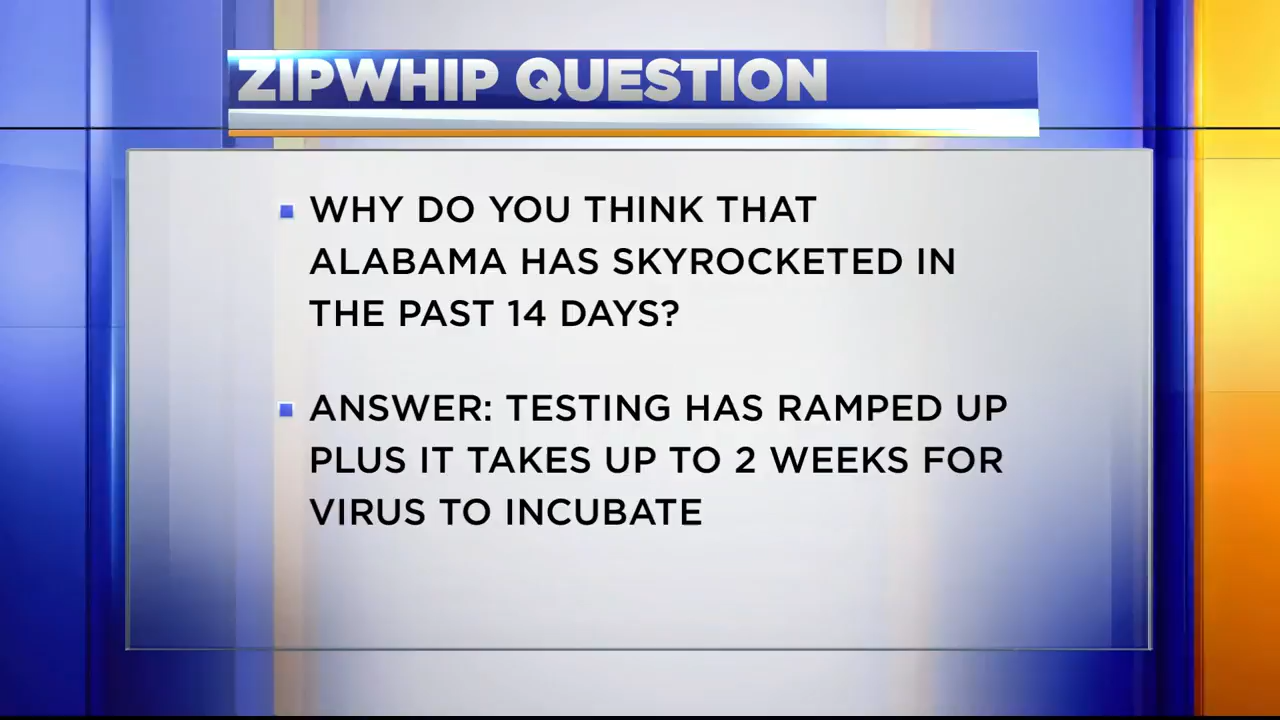 ZIPWHIP QUESTION
WHY DO YOU THINK THAT
ALABAMA HAS SKYROCKETED IN
THE PAST 14 DAYS?
ANSWER: TESTING HAS RAMPED UP
PLUS IT TAKES UP TO 2 WEEKS FOR
VIRUS TO INCUBATE